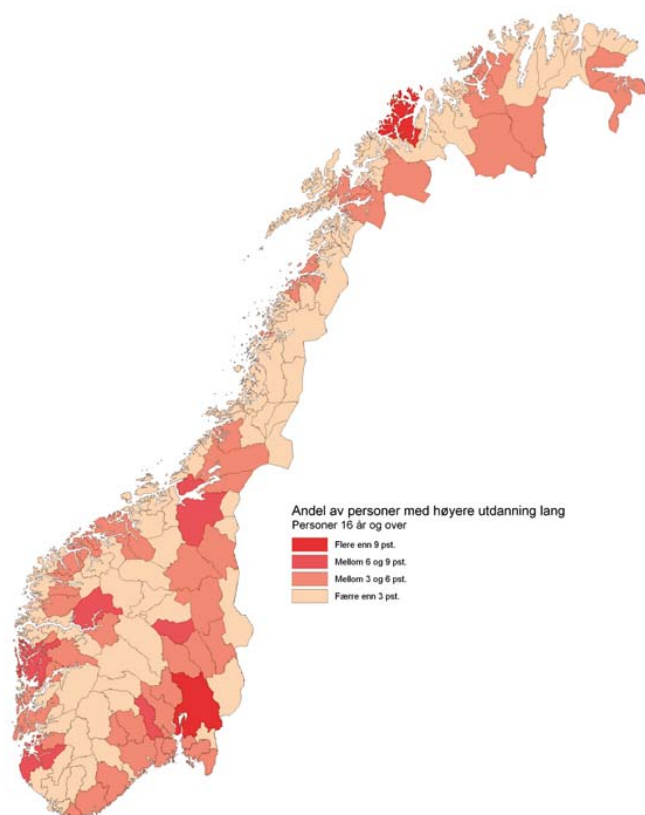 Andel av personer med høyere utdanning lang
Personer 16 år og over
Flere enn 9 pst.
Mellom 6 og 9 pst.
Mellom 3 og 6 pst.
Færre enn 3 pst.